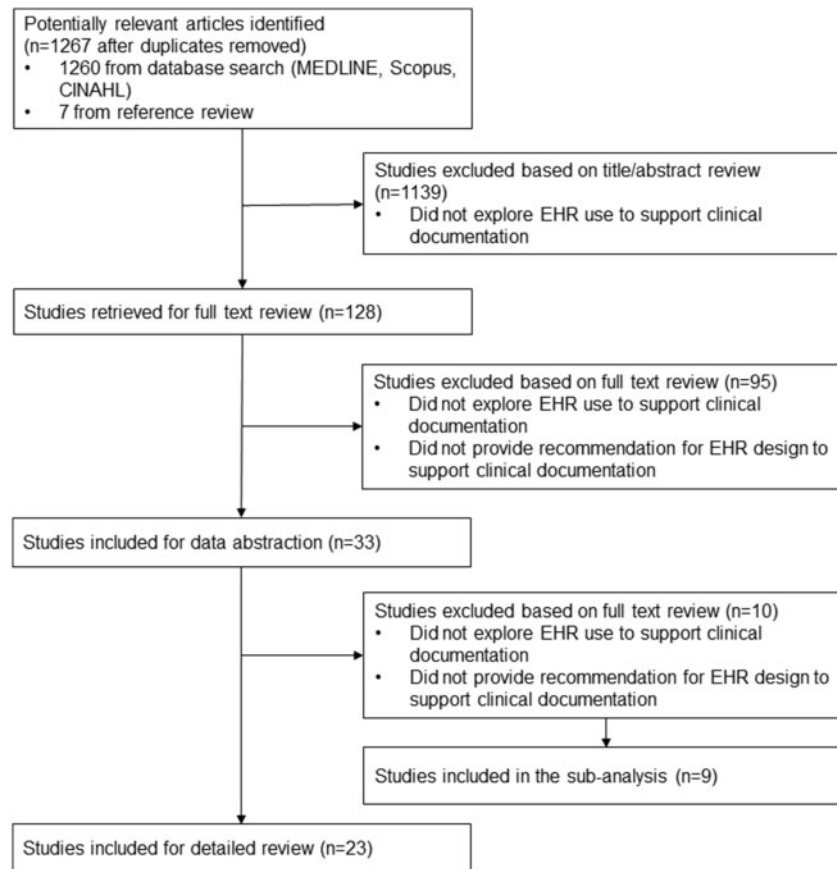 Potentially relevant articles identified
(n=1267 after duplicates removed)
• 1260 from database search (MEDLINE, Scopus,
CINAHL)
• 7 from reference review
Studies excluded based on title/abstract review
(n=1139)
• Did not explore EHR use to support clinical
documentation
Studies retrieved for full text review (n=128)
Studies excluded based on full text review (n=95)
• Did not explore EHR use to support clinical
documentation
• Did not provide recommendation for EHR design to
support clinical documentation
Studies included for data abstraction (n=33)
Studies excluded based on full text review (n=10)
• Did not explore EHR use to support clinical
documentation
• Did not provide recommendation for EHR design to
support clinical documentation
Studies included in the sub-analysis (n=9)
Studies included for detailed review (n=23)